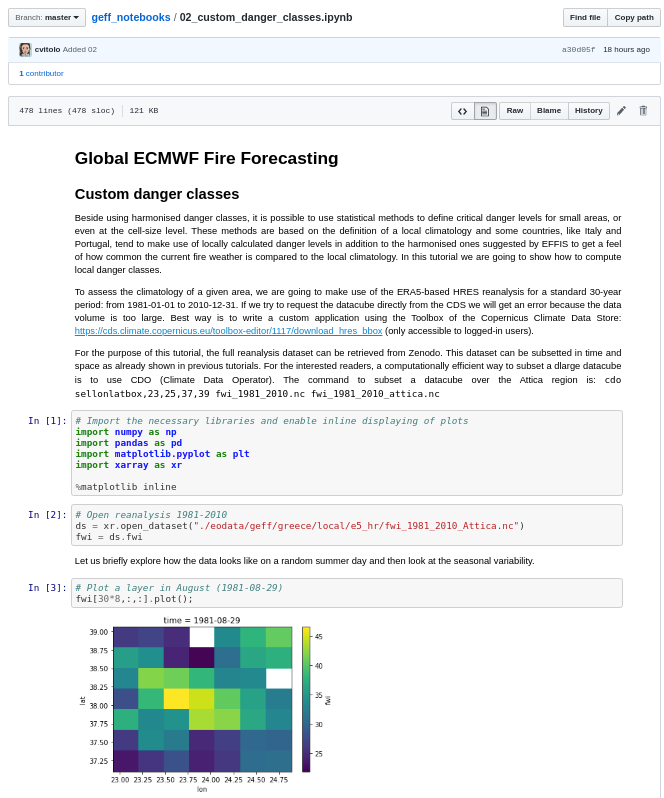 Branch: master
geff_notebooks / 02_custom_danger_classes.ipynb
Find file
Copy path
cvitolo Added 02
a30d05f 18 hours ago
1 contributor
478 lines (478 sloc) 121 KB
<>
Raw
Blame
History
Global ECMWF Fire Forecasting
Custom danger classes
Beside using harmonised danger classes, it is possible to use statistical methods to define critical danger levels for small areas, or
even at the cell-size level. These methods are based on the definition of a local climatology and some countries, like Italy and
Portugal, tend to make use of locally calculated danger levels in addition to the harmonised ones suggested by EFFIS to get a feel
of how common the current fire weather is compared to the local climatology. In this tutorial we are going to show how to compute
local danger classes.
To assess the climatology of a given area, we are going to make use of the ERA5-based HRES reanalysis for a standard 30-year
period: from 1981-01-01 to 2010-12-31. If we try to request the datacube directly from the CDS we will get an error because the data
volume is too large. Best way is to write a custom application using the Toolbox of the Copernicus Climate Data Store:
https://cds.climate.copernicus.eu/toolbox-editor/1117/download_hres_bbox (only accessible to logged-in users).
For the purpose of this tutorial, the full reanalysis dataset can be retrieved from Zenodo. This dataset can be subsetted in time and
space as already shown in previous tutorials. For the interested readers, a computationally efficient way to subset a dlarge datacube
is to use CDO (Climate Data Operator). The command to subset a datacube over the Attica region is: cdo
sellonlatbox,23,25,37,39 fwi_1981_2010.nc fwi_1981_2010_attica.nc
In [1]: # Import the necessary libraries and enable inline displaying of plots
import numpy as np
import pandas as pd
import matplotlib.pyplot as plt
import xarray as xr
%matplotlib inline
In [2]: # Open reanalysis 1981-2010
ds = xr.open_dataset("./eodata/geff/greece/local/e5_hr/fwi_1981_2010_Attica.nc")
fwi = ds.fwi
Let us briefly explore how the data looks like on a random summer day and then look at the seasonal variability.
In [3]: # Plot a layer in August (1981-08-29)
fwi[30*8,:,:].plot();
time = 1981-08-29
39.00
38.75
38.50
38.25
38.00
37.75
37.50
37.25
lat
23.00 23.25 23.50 23.75 24.00 24.25 24.50 24.75
lon
45
40
35
30
25
fwi